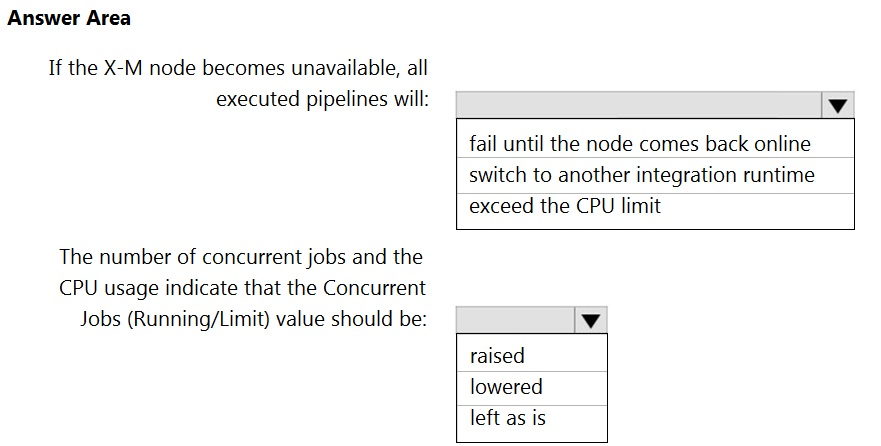 Answer Area
If the X-M node becomes unavailable, all
executed pipelines will:
fail until the node comes back online
switch to another integration runtime
exceed the CPU limit
The number of concurrent jobs and the
CPU usage indicate that the Concurrent
Jobs (Running/Limit) value should be:
raised
lowered
left as is